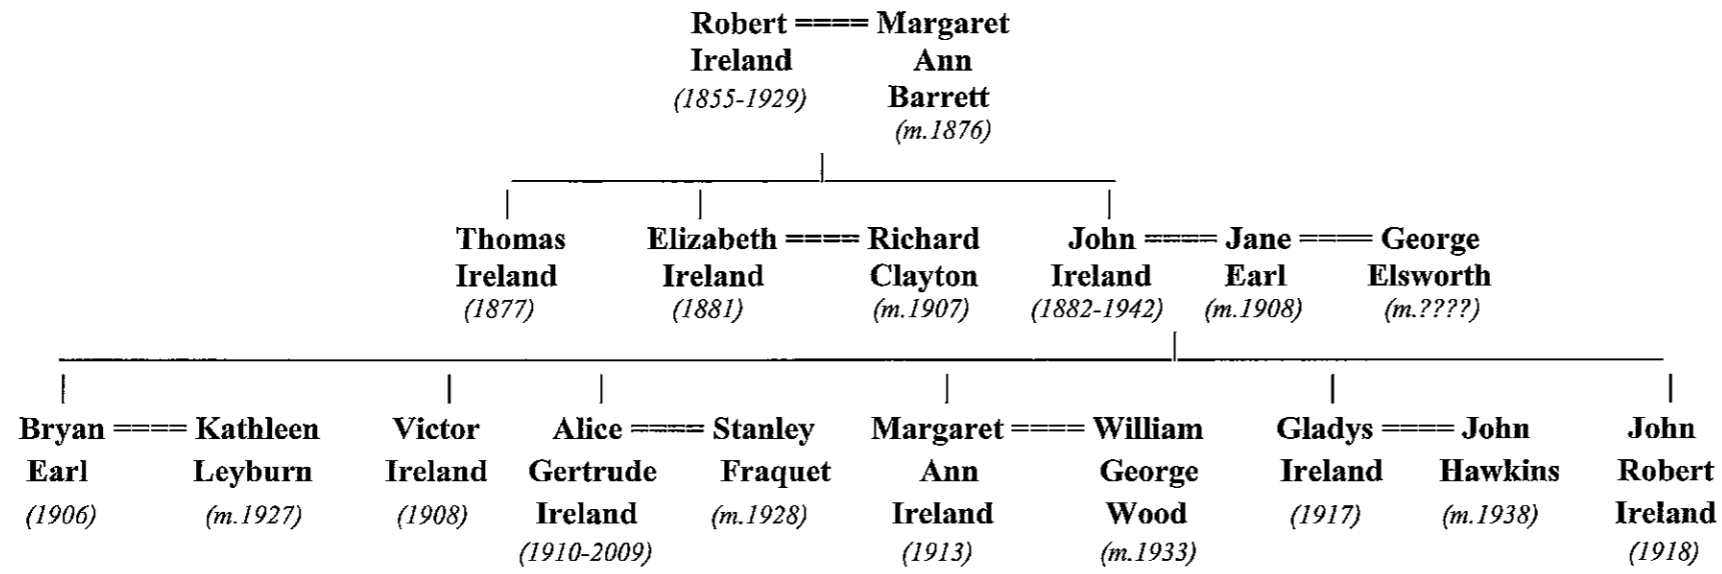 Robert ==== Margaret
Ireland Ann
(1855-1929) Barrett
(m.1876)
Thomas Elizabeth ==== Richard John ==== Jane ==== George
Ireland Ireland Clayton Ireland Earl Elsworth
(1877) (1881) (m.1907) (1882-1942) (m.1908) (m.????)
Bryan ==== Kathleen Victor Alice ==== Stanley Margaret ==== William Gladys ==== John John
Earl Leyburn Ireland Gertrude Fraquet Ann George Ireland Hawkins Robert
(1906) (m.1927) (1908) Ireland (m.1928) Ireland Wood (1917) (m.1938) Ireland
(1910-2009) (1913) (m.1933) (1918)